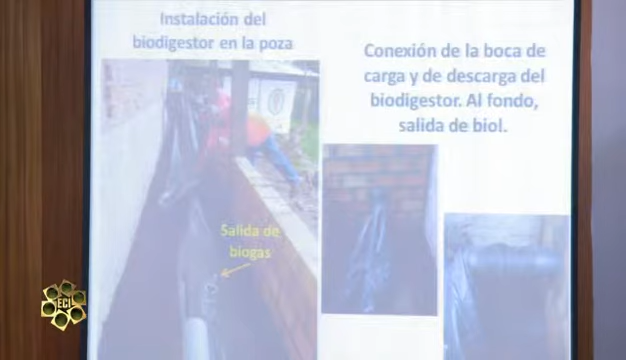 Instalación del
biodigestor en la poza
Conexión de la boca de
carga y de descarga del
biodigestor. Al fondo,
salida de biol.
Salida de
biogas
ECI